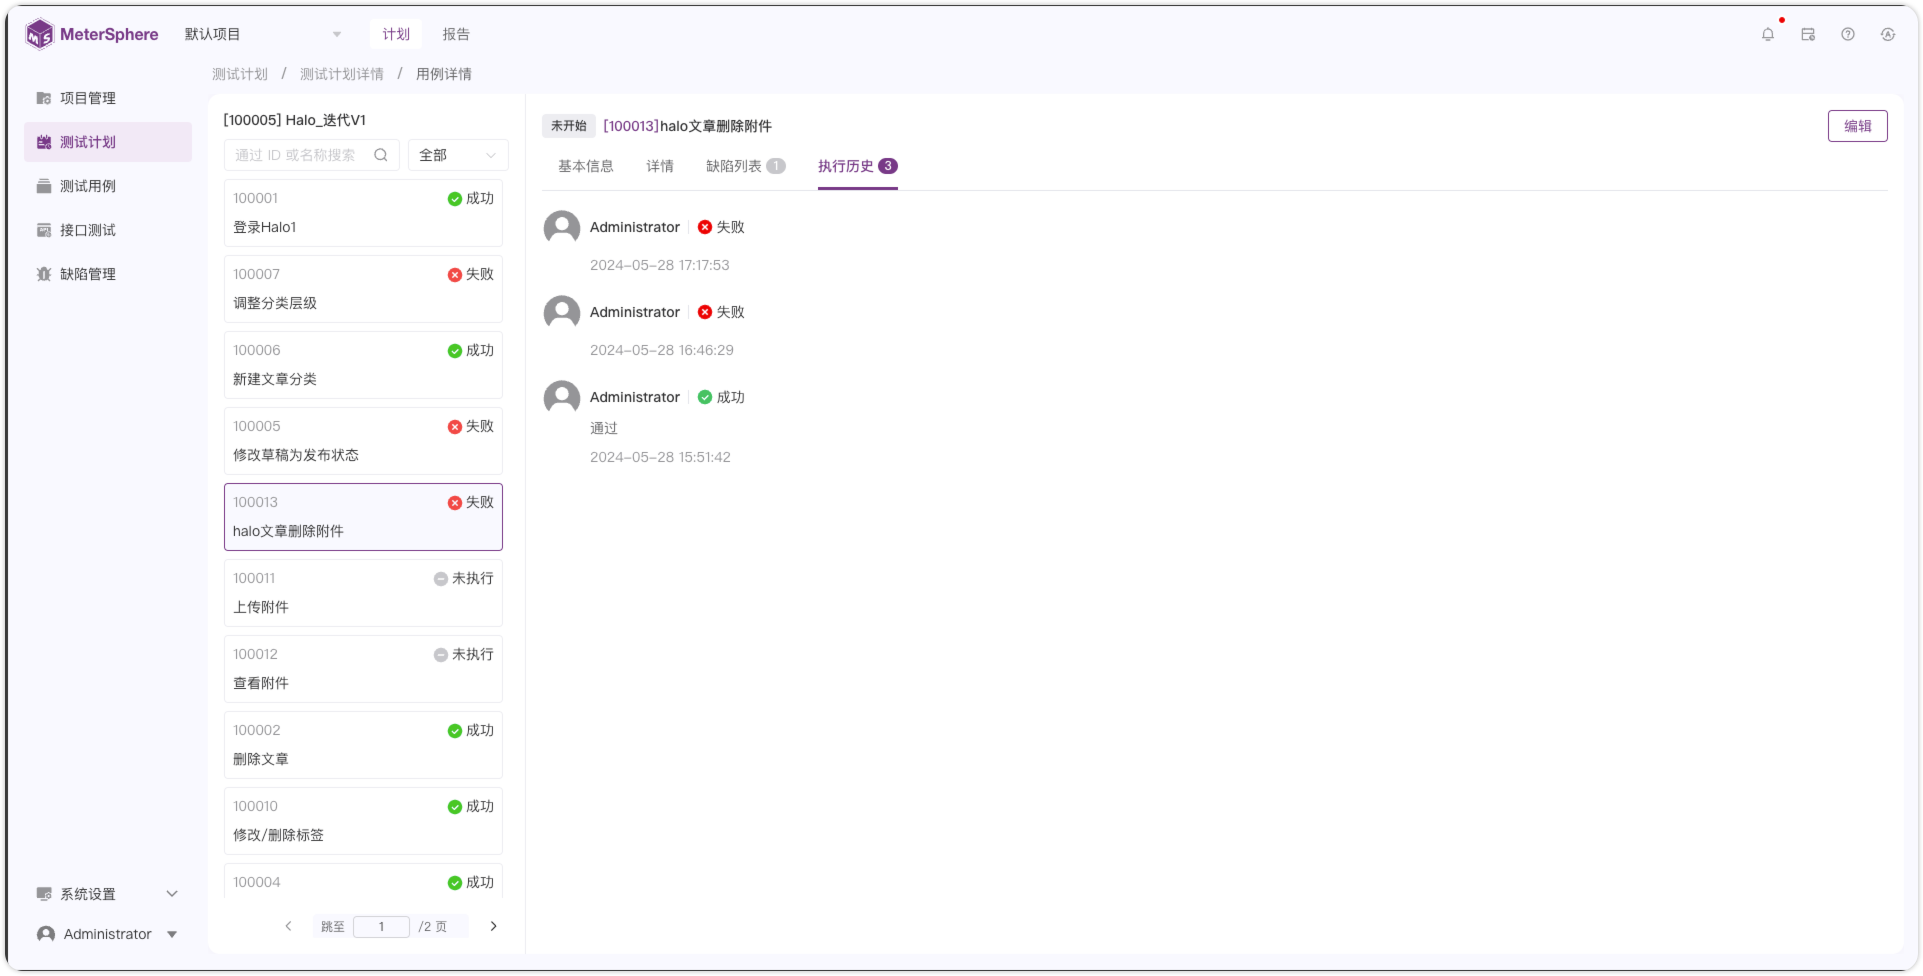 MeterSphere
默认项目
计划
报告
测试计划 / 测试计划详情 / 用例详情
项目管理
测试计划
测试用例
接口测试
缺陷管理
系统设置
Administrator
[100005] Halo_迭代V1
通过 ID 或名称搜索
全部
100001
成功
登录Halo1
100007
失败
调整分类层级
100006
成功
新建文章分类
100005
失败
修改草稿为发布状态
100013
失败
halo文章删除附件
100011
未执行
上传附件
100012
未执行
查看附件
100002
成功
删除文章
100010
成功
修改/删除标签
100004
成功
跳至 1 /2 页
未开始 [100013]halo文章删除附件
编辑
基本信息
详情
缺陷列表 1
执行历史 3
Administrator 失败
2024-05-28 17:17:53
Administrator 失败
2024-05-28 16:46:29
Administrator 成功
通过
2024-05-28 15:51:42